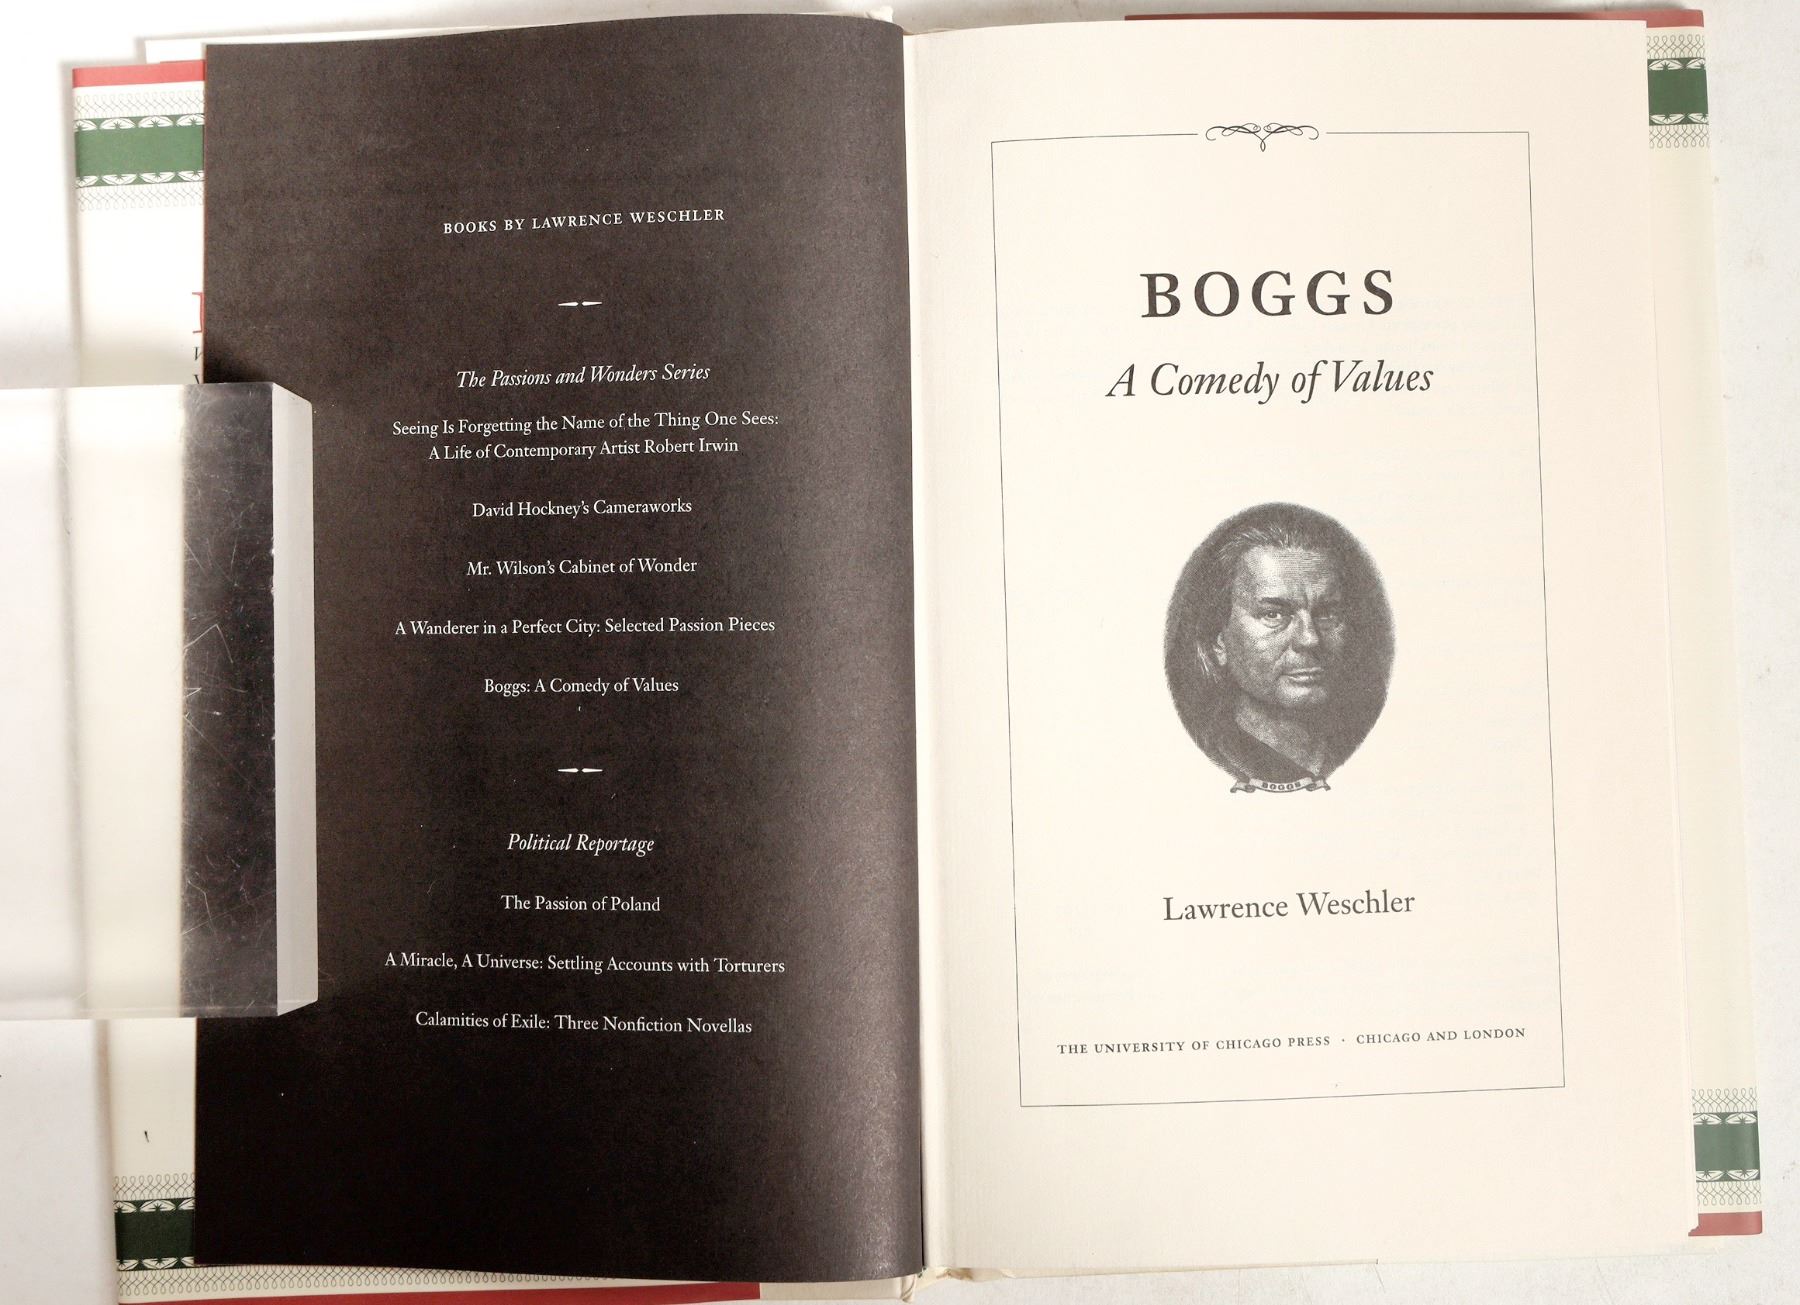 BOOKS BY LAWRENCE WESCHLER
The Passions and Wonders Series
Seeing Is Forgetting the Name of the Thing One Sees:
A Life of Contemporary Artist Robert Irwin
David Hockney's Cameraworks
Mr. Wilson's Cabinet of Wonder
A Wanderer in a Perfect City: Selected Passion Pieces
Boggs: A Comedy of Values
Political Reportage
The Passion of Poland
A Miracle, A Universe: Settling Accounts with Torturers
Calamities of Exile: Three Nonfiction Novellas
BOGGS
A Comedy of Values
BOGGS
Lawrence Weschler
THE UNIVERSITY OF CHICAGO PRESS · CHICAGO AND LONDON